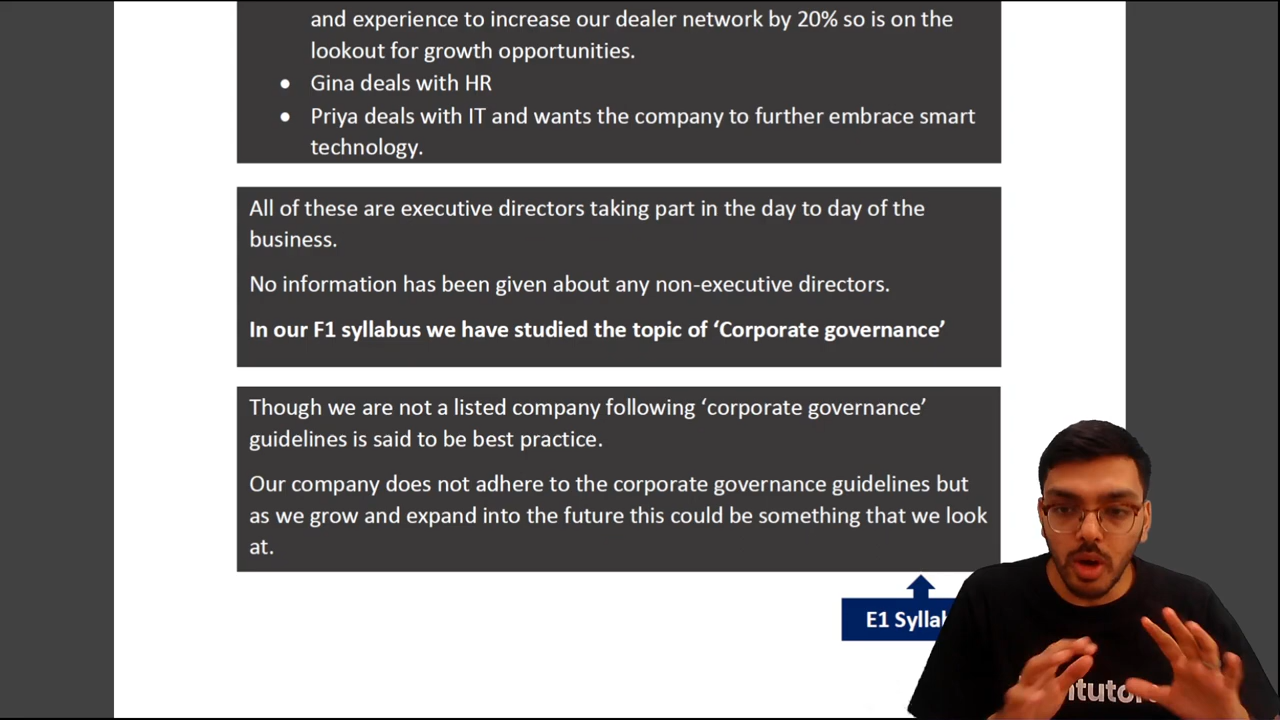 and experience to increase our dealer network by 20% so is on the
lookout for growth opportunities.
• Gina deals with HR
• Priya deals with IT and wants the company to further embrace smart
technology.
All of these are executive directors taking part in the day to day of the
business.
No information has been given about any non-executive directors.
In our F1 syllabus we have studied the topic of ‘Corporate governance’
Though we are not a listed company following ‘corporate governance’
guidelines is said to be best practice.
Our company does not adhere to the corporate governance guidelines but
as we grow and expand into the future this could be something that we look
at.
E1